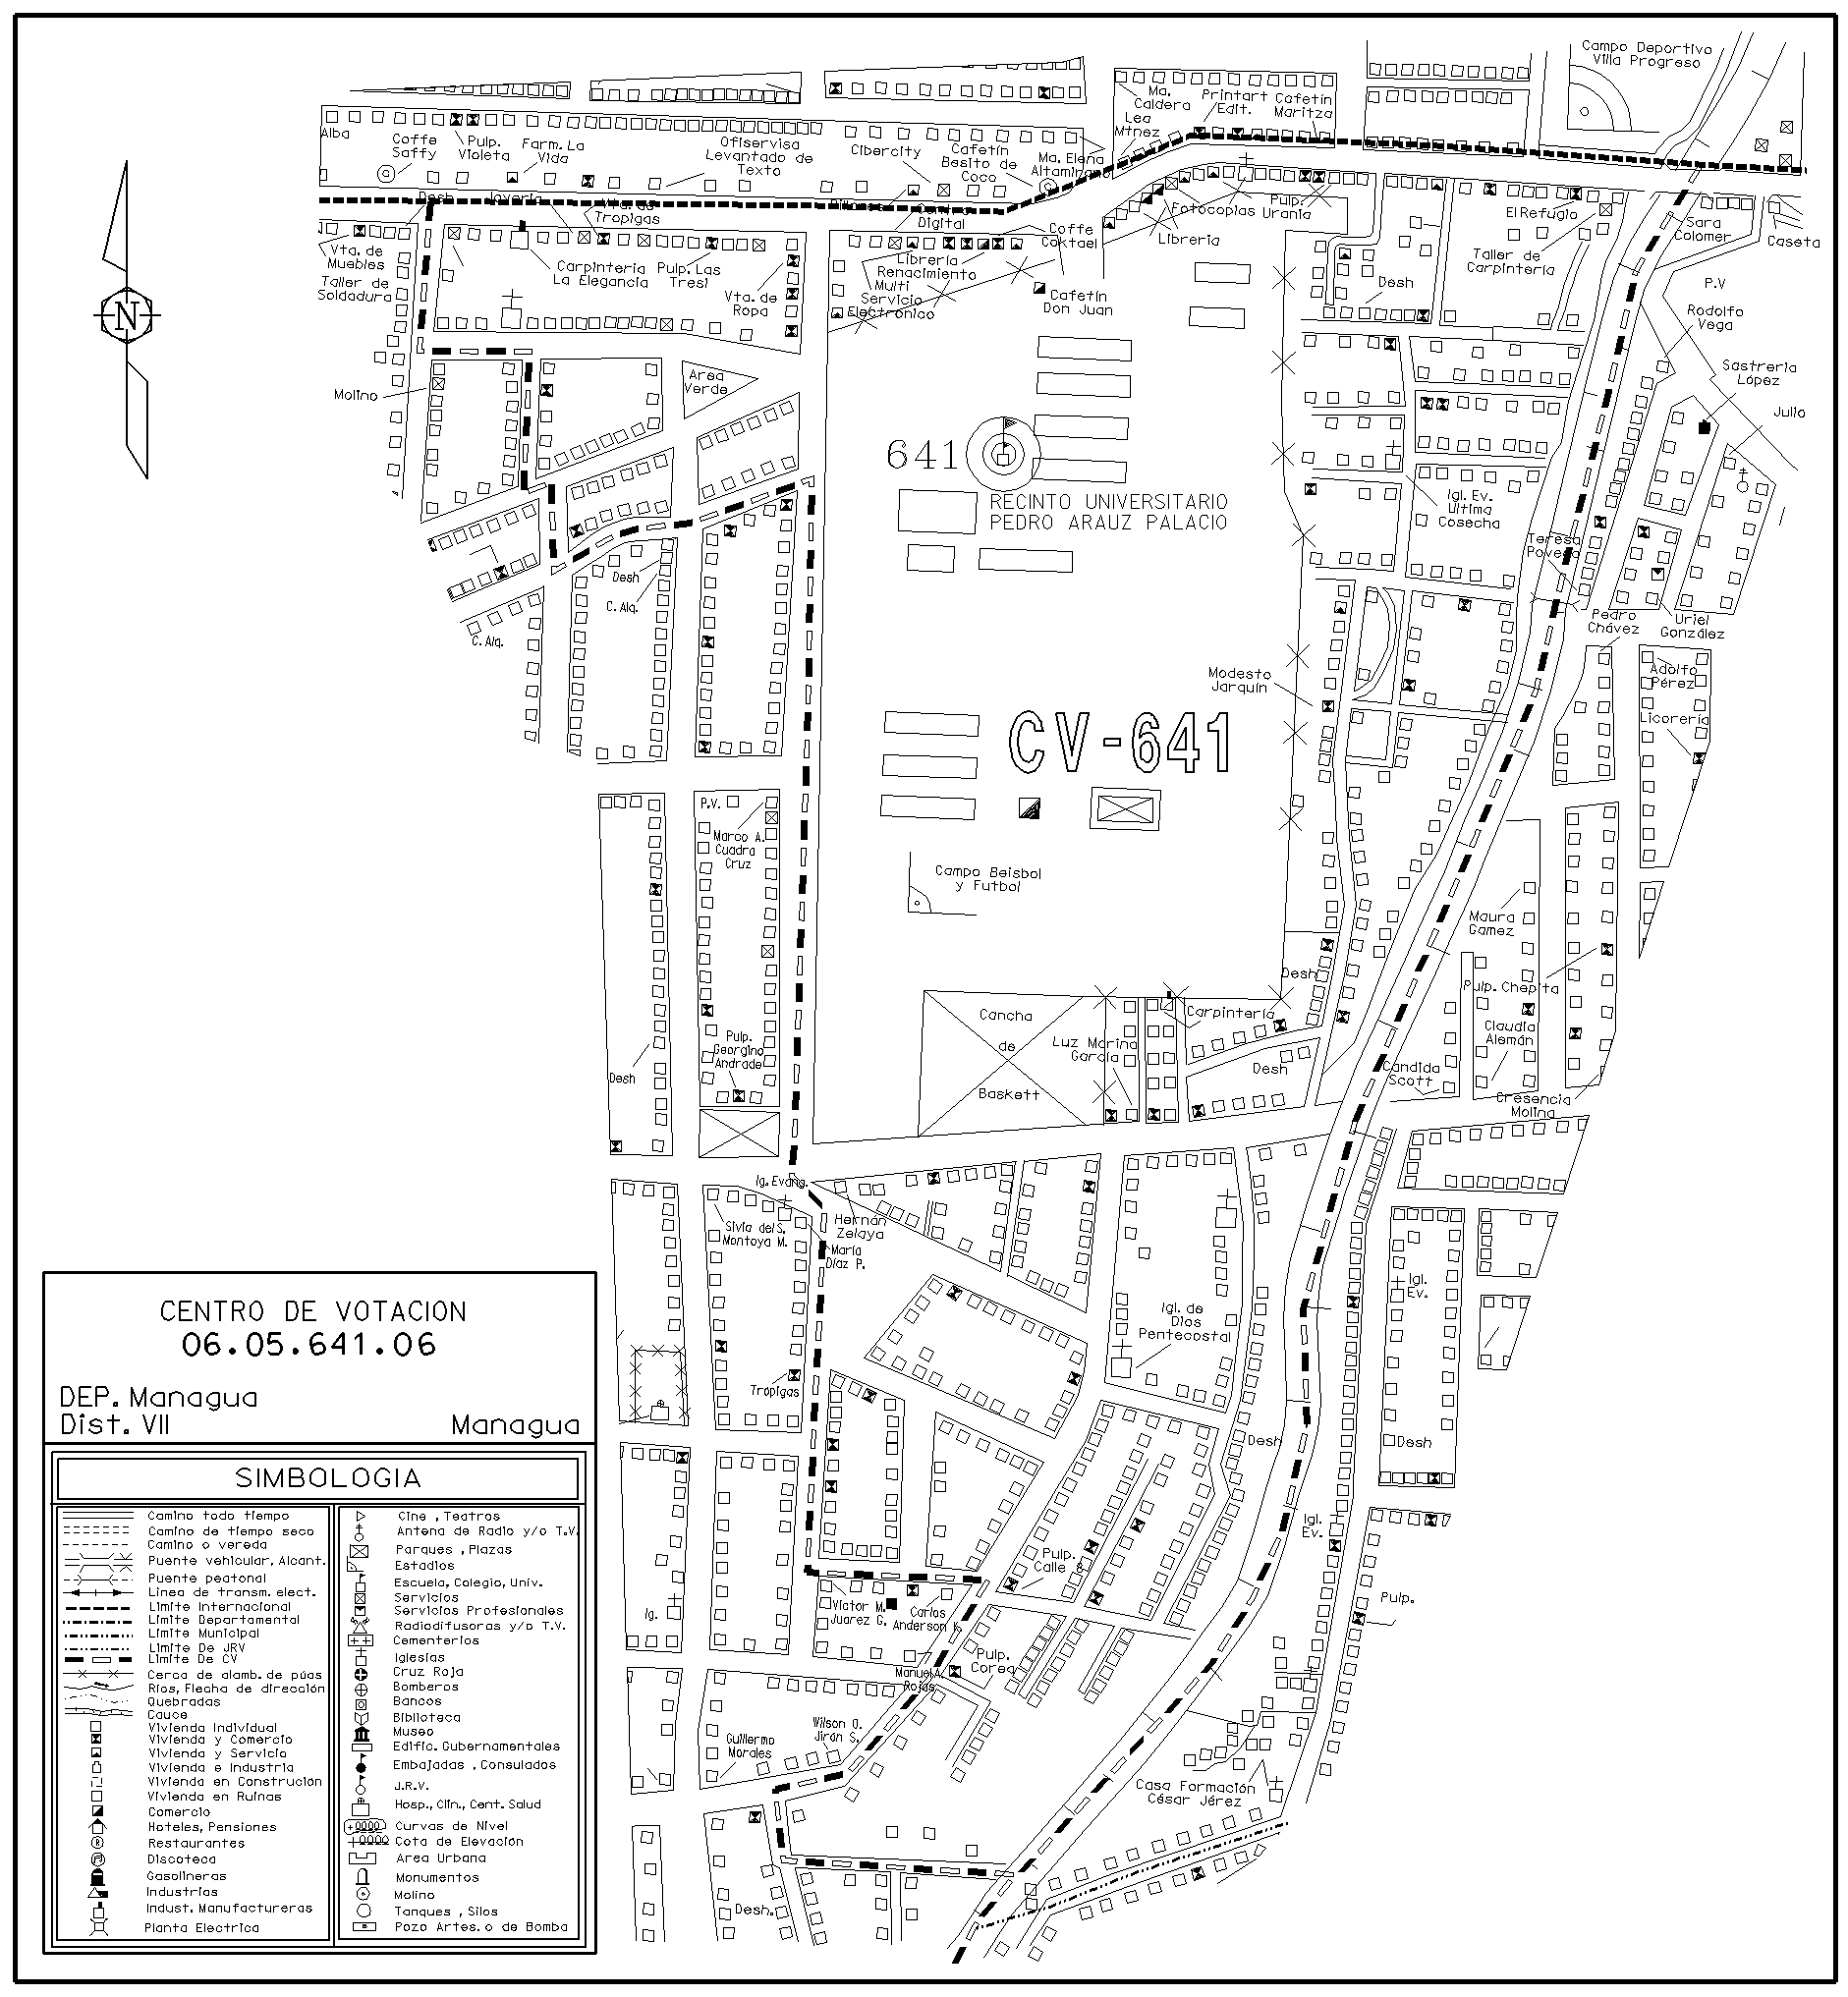 Campo Deportivo
Villa Progreso
Ma.
Caldera
Lea
Mtnez
Printart
Edit.
Cafetín
Maritza
Alba
Coffe
Saffy
Pulp.
Violeta
Farm. La
Vida
Ofiservisa
Levantado de
Texto
Cibercity
Cafetín
Besito de
Coco
Ma. Elena
Altamirano
Desh
Joyería
Tropigas
Digital
Fotocopias
Pulp.
Urania
Libreria
El Refugio
Taller de
Carpintería
Sara
Colomer
Caseta
Vta. de
Muebles
Taller de
Soldadura
Carpinteria
La Elegancia
Pulp. Las
Tresi
Vta. de
Ropa
Librería
Renacimiento
Multi
Servicio
Electronico
Coffe
Coktael
Cafetín
Don Juan
Desh
P.V
Rodolfo
Vega
Sastreria
López
Julio
Molino
Area
Verde
641
RECINTO UNIVERSITARIO
PEDRO ARAUZ PALACIO
Igl. Ev.
Ultima
Cosecha
Teresa
Poveda
Desh
C. Alq.
C. Alq.
Pedro
Chávez
Uriel
González
Modesto
Jarquín
Adolfo
Pérez
Licorería
CV-641
P.V.
Marco A.
Cuadra
Cruz
Campo Beisbol
y Futbol
Maura
Gamez
Desh
Pulp. Chepita
Cancha
de
Baskett
Carpintería
Luz Marina
García
Claudia
Alemán
Pulp.
Georgino
Andrade
Desh
Desh
Candida
Scott
Cresencia
Molina
Ig. Evang.
Silvia del S.
Montoya M.
Hernán
Zelaya
María
Díaz P.
Igl.
Ev.
Igl. de
Dios
Pentecostal
Tropigas
Desh
Desh
Igl.
Ev.
Pulp.
Calle 8
Ig.
Victor M.
Juarez G.
Carlos
Anderson K.
Pulp.
Pulp.
Corea
Manuel A.
Rojas
Wilson O.
Jirón S.
Guillermo
Morales
Casa Formación
César Jérez
Desh.
N
CENTRO DE VOTACION
06.05.641.06
DEP. Managua
Dist. VII Managua
SIMBOLOGIA
Camino todo tiempo
Camino de tiempo seco
Camino o vereda
Puente vehicular, Alcant.
Puente peatonal
Linea de transm. elect.
Limite Internacional
Limite Departamental
Limite Municipal
Limite De JRV
Limite De CV
Cerca de alamb. de púas
Rios, Flecha de dirección
Quebradas
Cauce
Vivienda Individual
Vivienda y Comercio
Vivienda y Servicio
Vivienda e Industria
Vivienda en Construción
Vivienda en Ruinas
Comercio
Hoteles, Pensiones
Restaurantes
Discoteca
Gasolineras
Industrias
Indust. Manufactureras
Planta Electrica
Cine , Teatros
Antena de Radio y/o T.V.
Parques , Plazas
Estadios
Escuela, Colegio, Univ.
Servicios
Servicios Profesionales
Radiodifusoras y/o T.V.
Cementerios
Iglesias
Cruz Roja
Bomberos
Bancos
Biblioteca
Museo
Edific. Gubernamentales
Embajadas , Consulados
J.R.V.
Hosp., Clin., Cent. Salud
Curvas de Nivel
Cota de Elevación
Area Urbana
Monumentos
Molino
Tanques , Silos
Pozo Artes. o de Bomba